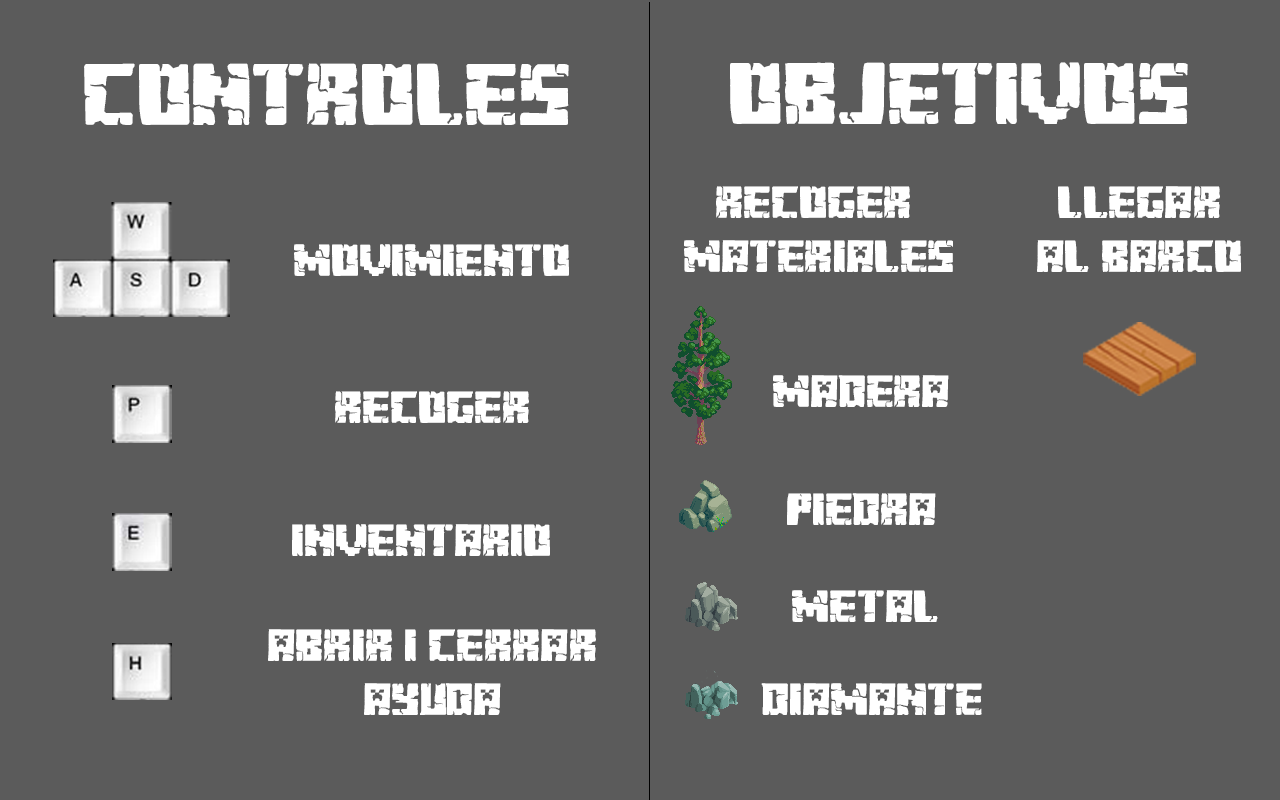 CONTROLES
W
A S D
MOVIMIENTO
P
RECOGER
E
INVENTARIO
H
ABRIR I CERRAR
AYUDA
OBJETIVOS
RECOGER
MATERIALES
MADERA
PIEDRA
METAL
DIAMANTE
LLEGAR
AL BARCO